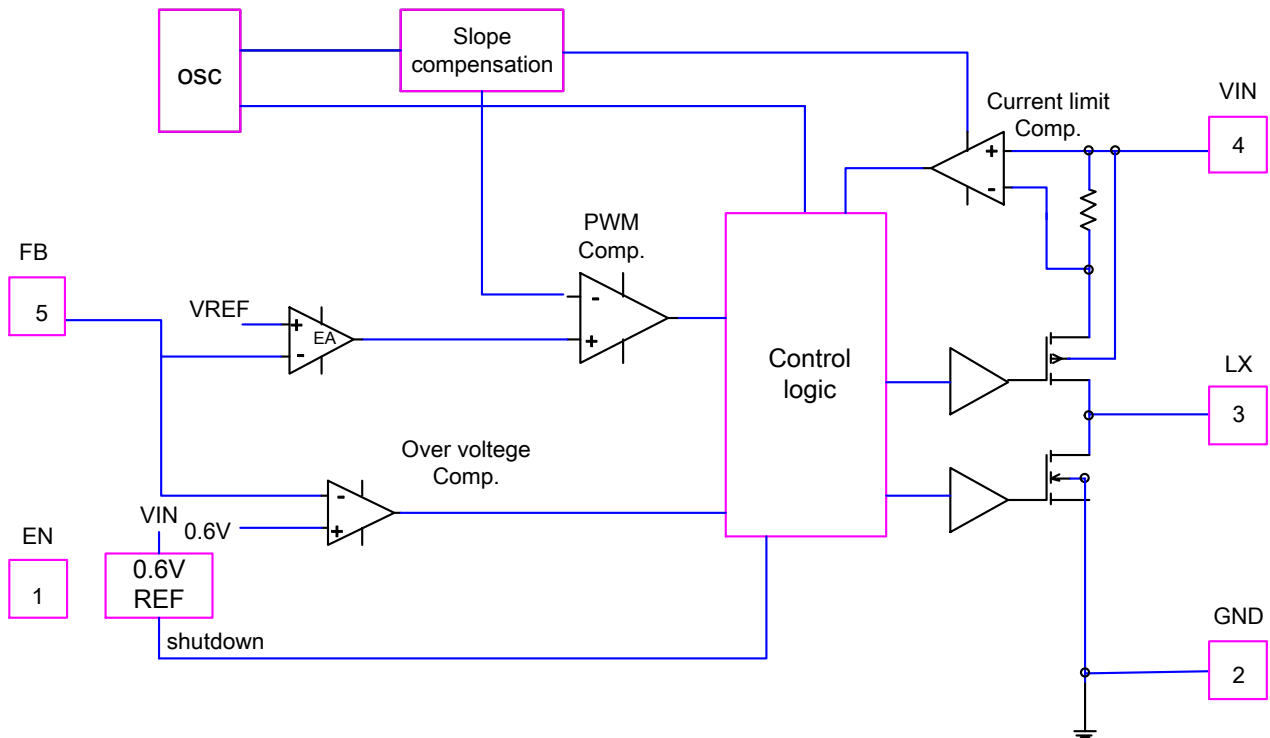 OSC
Slope
compensation
Current limit
Comp.
VIN
4
+
-
FB
5
VREF
+
-
EA
PWM
Comp.
-
+
Control
logic
LX
3
Over voltege
Comp.
-
+
VIN
0.6V
EN
1
0.6V
REF
shutdown
GND
2